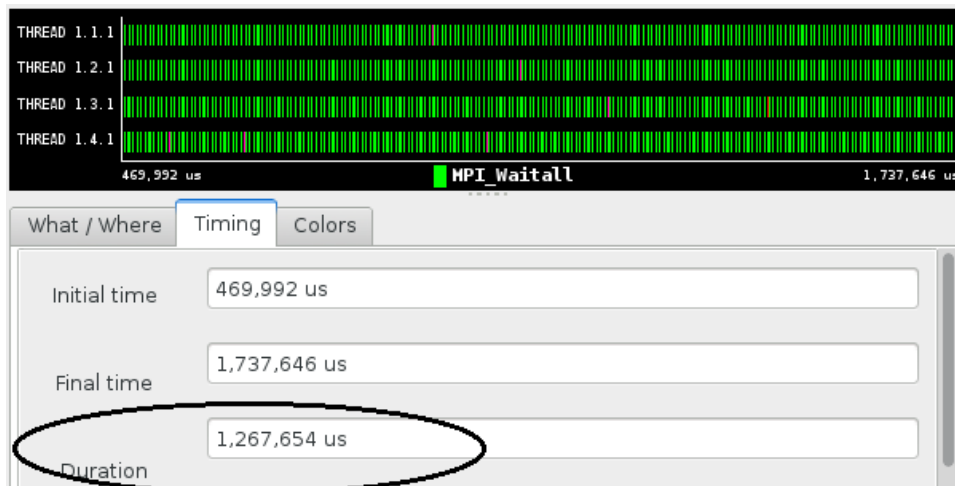 THREAD 1.1.1
THREAD 1.2.1
THREAD 1.3.1
THREAD 1.4.1
469,992 us MPI_Waitall 1,737,646 us
What / Where Timing Colors
Initial time 469,992 us
Final time 1,737,646 us
Duration 1,267,654 us